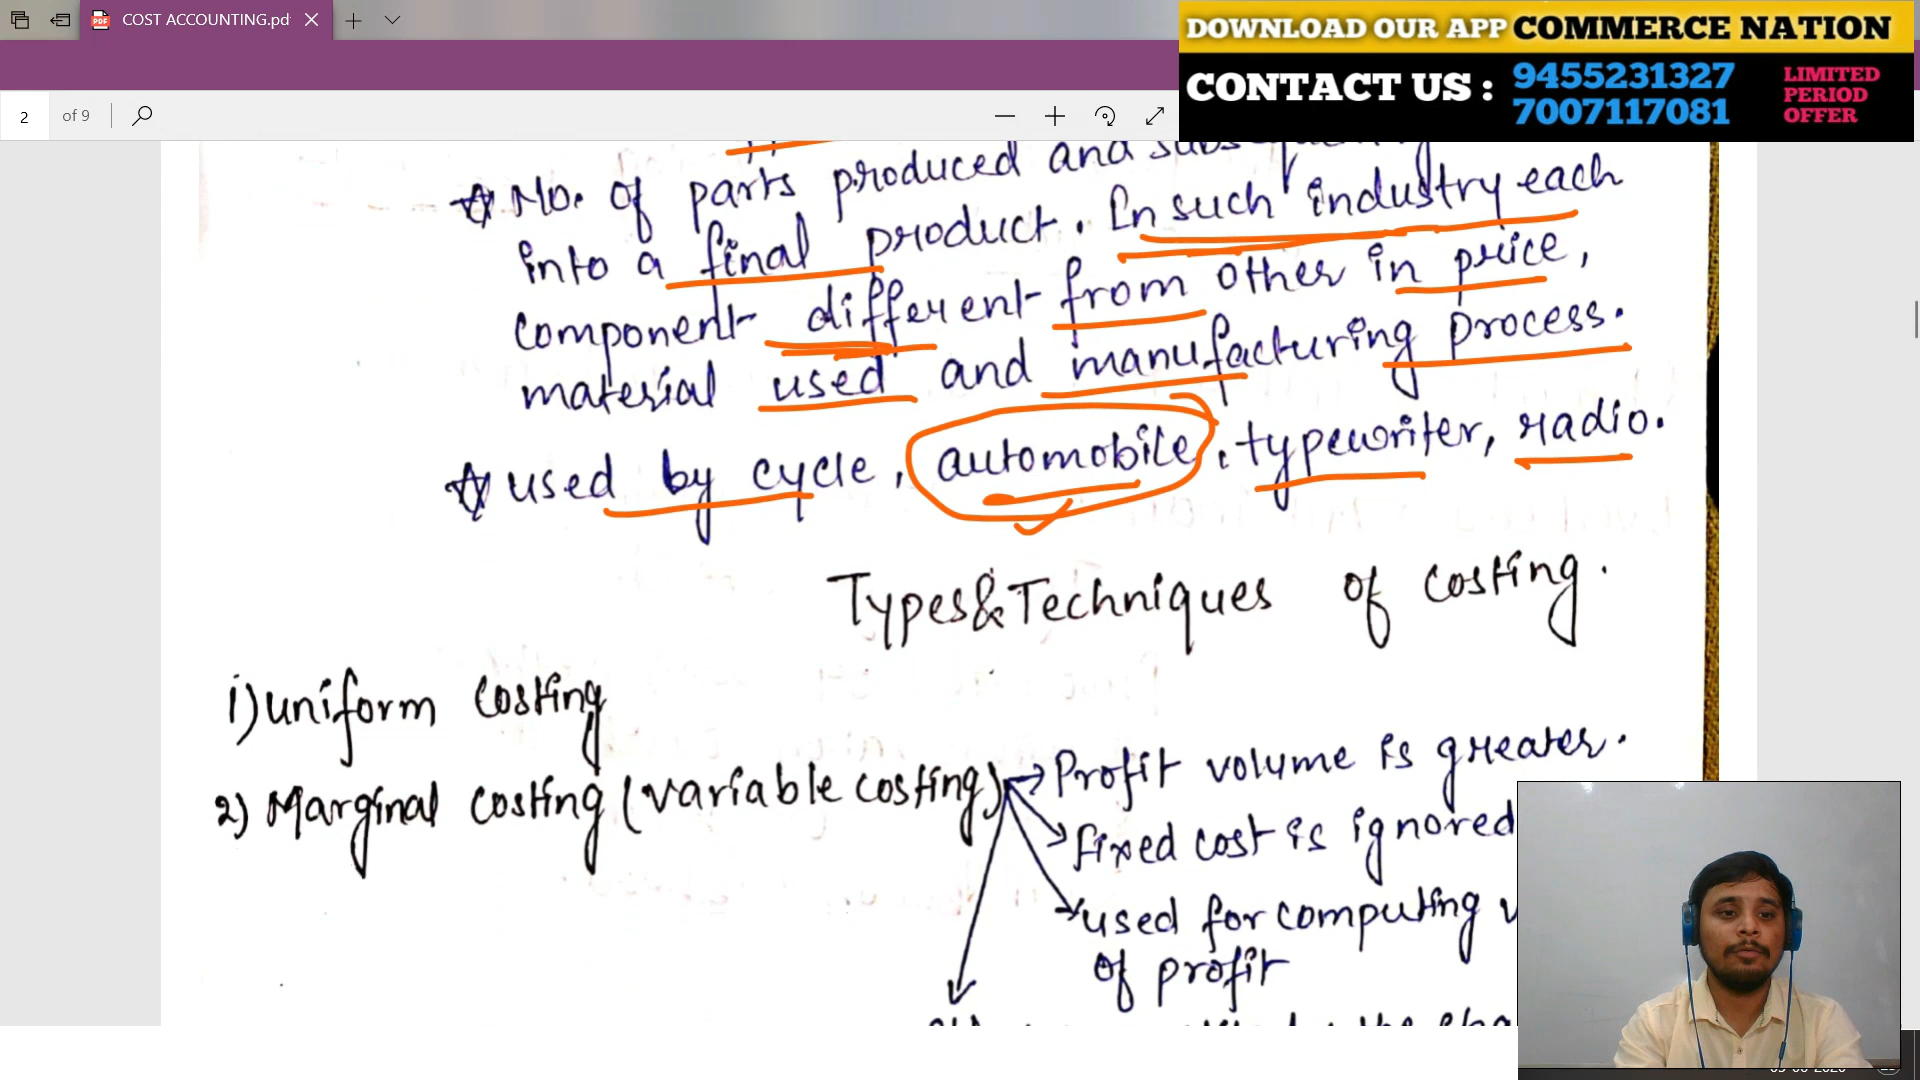 COST ACCOUNTING.pd
DOWNLOAD OUR APP COMMERCE NATION
CONTACT US : 9455231327
7007117081
LIMITED
PERIOD
OFFER
2 of 9
No. of parts produced and
into a final product. In such industry each
component different from other in price,
material used and manufacturing process.
used by cycle, automobile, typewriter, radio.
Types & Techniques of costing.
1) uniform costing
2) Marginal costing (variable costing) → Profit volume is greater.
fixed cost is ignored
used for computing
of profit